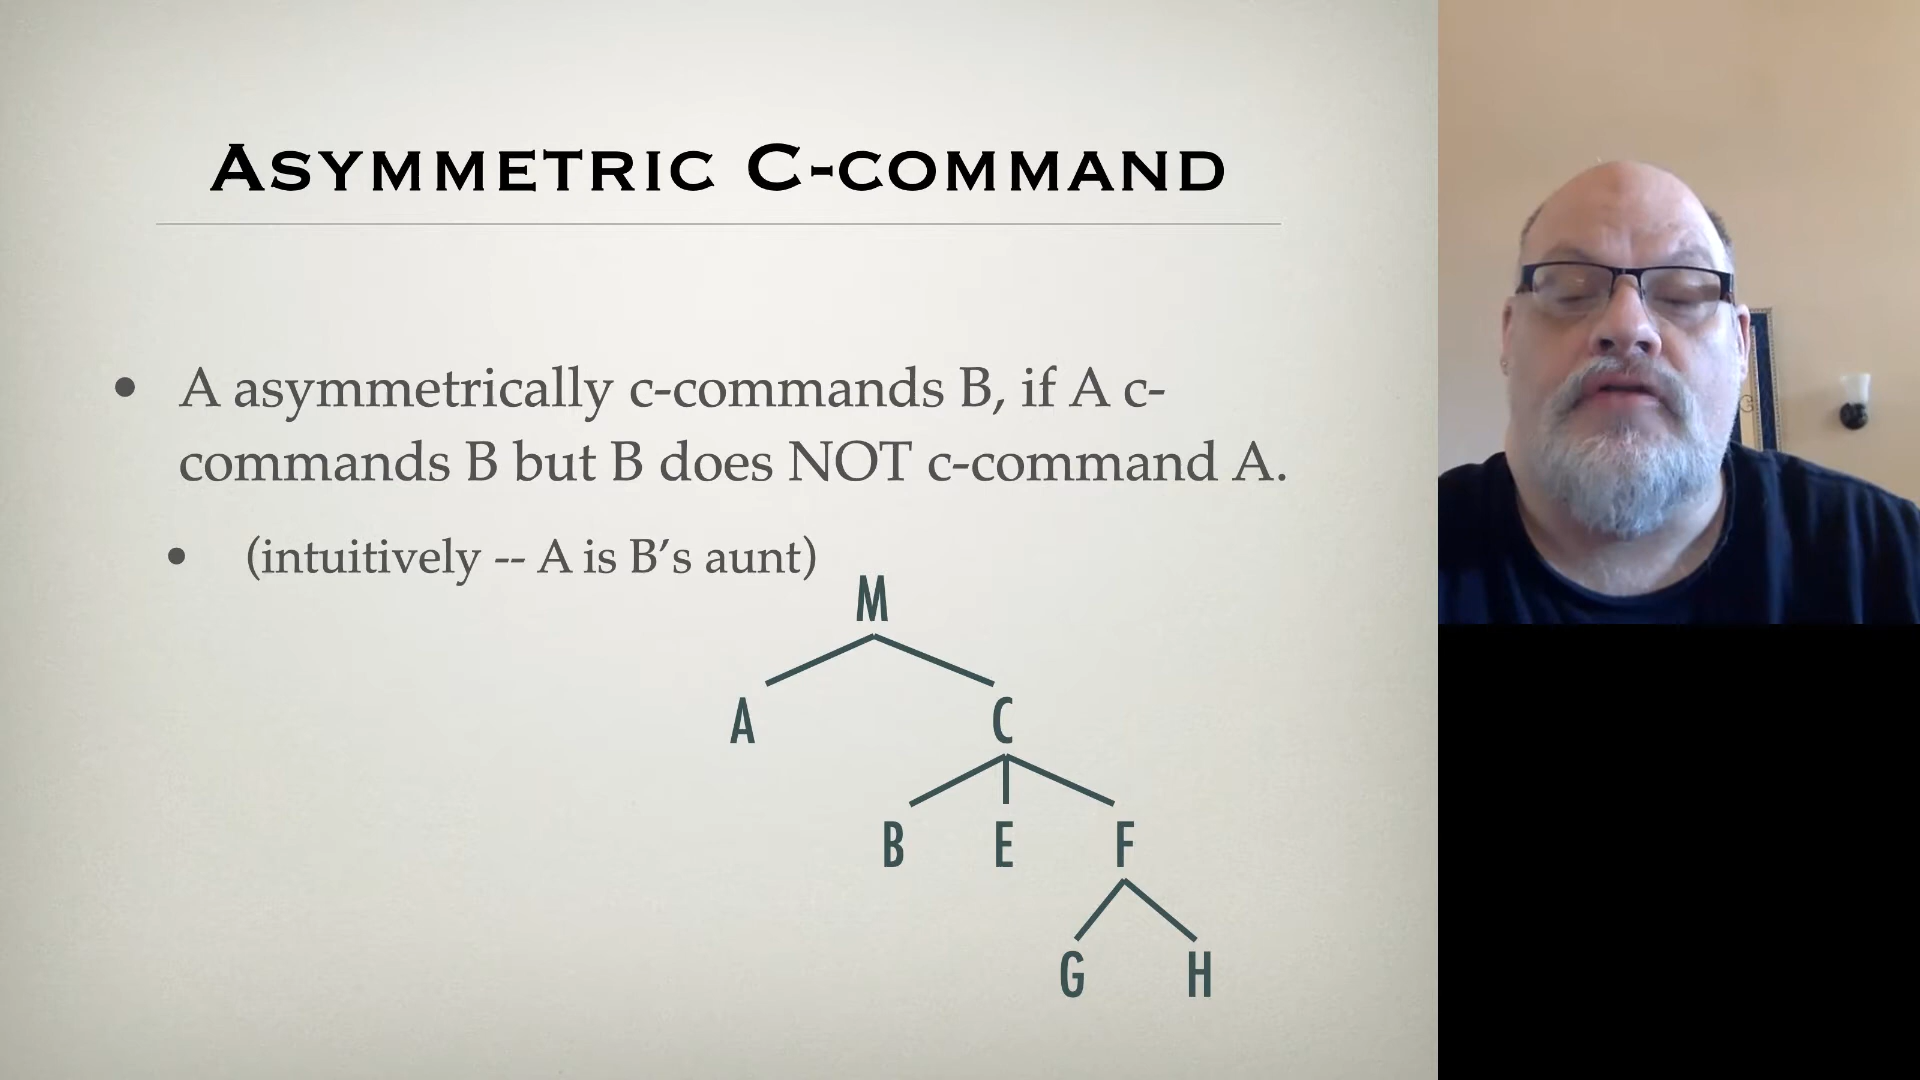 ASYMMETRIC C-COMMAND
• A asymmetrically c-commands B, if A c-
commands B but B does NOT c-command A.
• (intuitively -- A is B’s aunt)
M
A C
B E F
G H